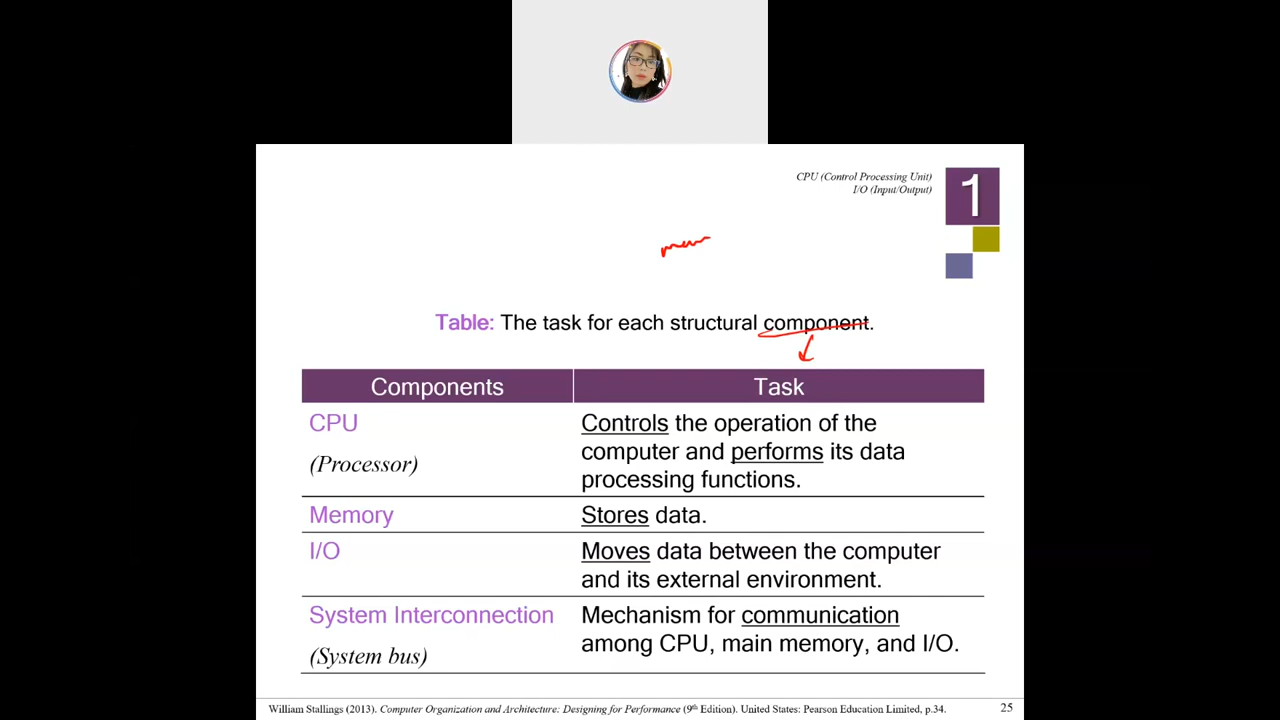 CPU (Control Processing Unit)
I/O (Input/Output)
1
Table: The task for each structural component.
Components Task
CPU
(Processor)
Controls the operation of the
computer and performs its data
processing functions.
Memory
Stores data.
I/O
Moves data between the computer
and its external environment.
System Interconnection
(System bus)
Mechanism for communication
among CPU, main memory, and I/O.
William Stallings (2013). Computer Organization and Architecture: Designing for Performance (9th Edition). United States: Pearson Education Limited, p.34.
25